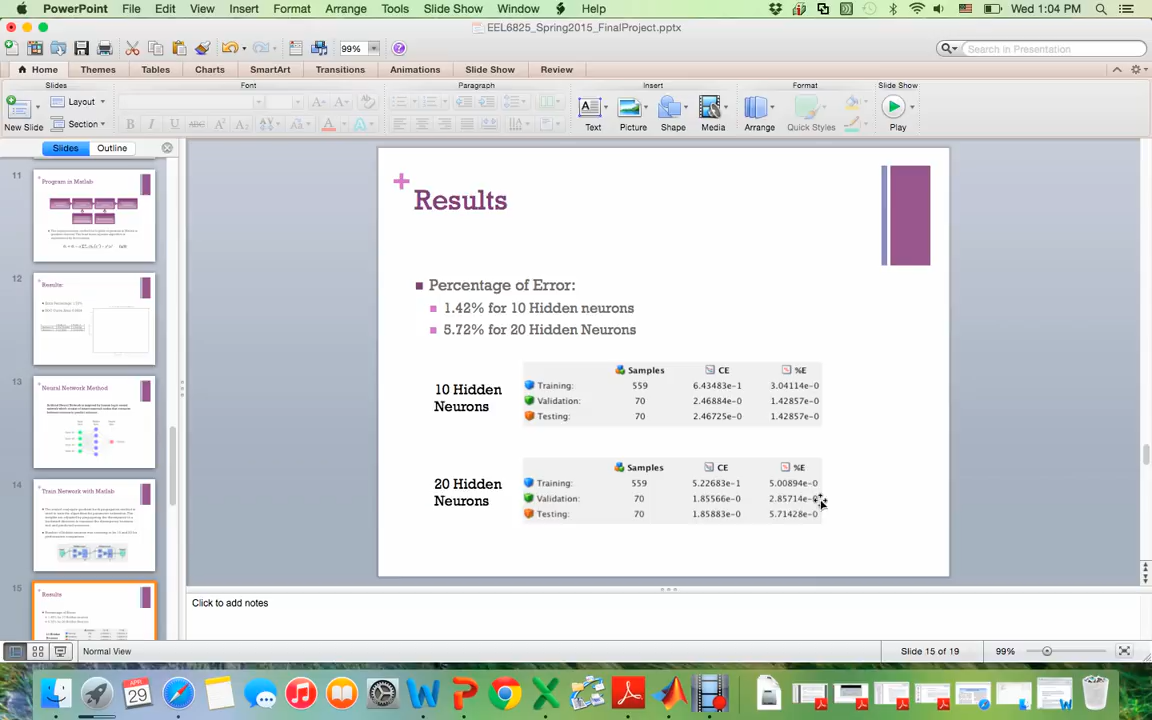 PowerPoint File Edit View Insert Format Arrange Tools Slide Show Window Help Wed 1:04 PM
EEL6825_Spring2015_FinalProject.pptx
99% Search in Presentation
Home Themes Tables Charts SmartArt Transitions Animations Slide Show Review
Slides Font Paragraph Insert Format Slide Show
Layout
New Slide Section Text Picture Shape Media Arrange Quick Styles Play
Slides Outline
11
Program in Matlab
12
Results
13
Neural Network Method
14
Train Network with Matlab
15
Results
Results
Percentage of Error:
1.42% for 10 Hidden neurons
5.72% for 20 Hidden Neurons
10 Hidden
Neurons
Samples CE %E
Training: 559 6.43483e-1 3.04114e-0
Validation: 70 2.46884e-0 1.42857e-0
Testing: 70 2.46725e-0 1.42857e-0
20 Hidden
Neurons
Samples CE %E
Training: 559 5.22683e-1 5.00894e-0
Validation: 70 1.85566e-0 2.85714e-0
Testing: 70 1.85883e-0 5.71428e-0
Click to add notes
Normal View Slide 15 of 19 99%
APR
29